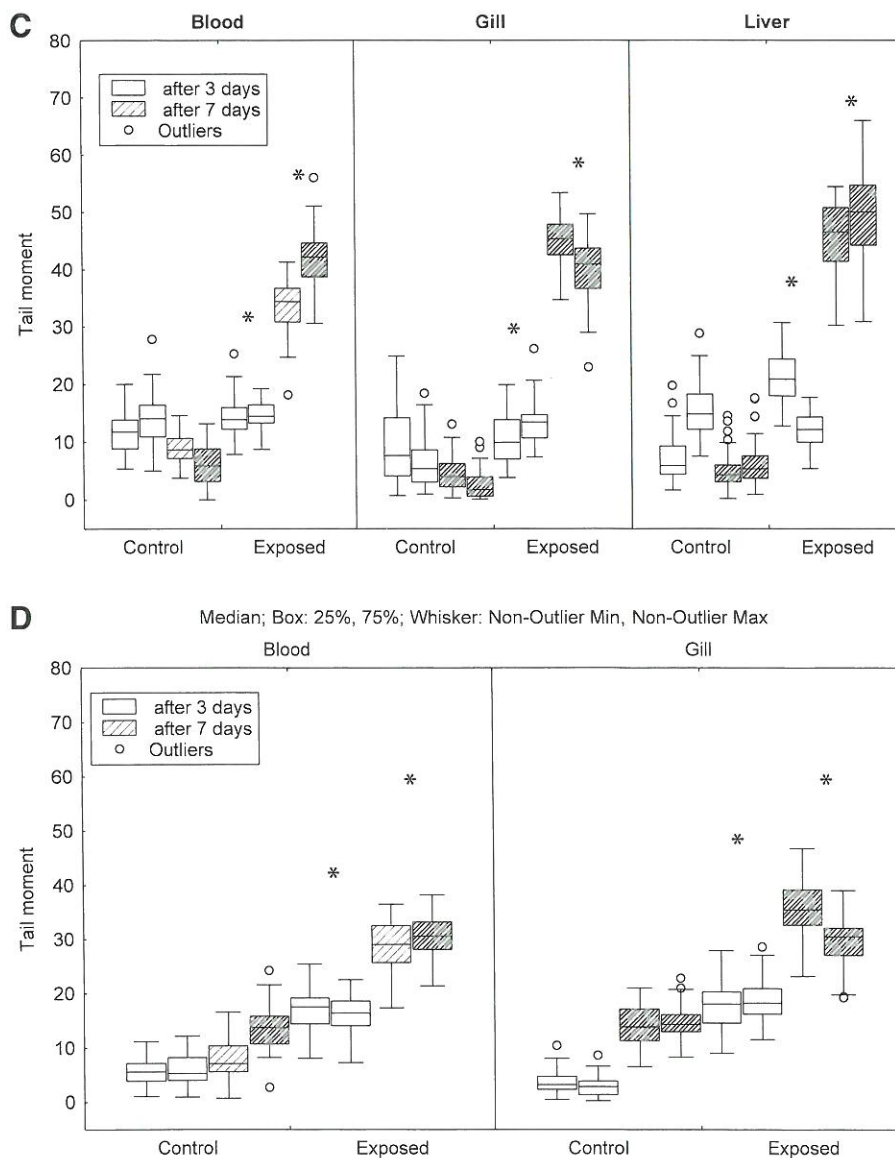 C
Blood Gill Liver
80
after 3 days
70
after 7 days
Outliers
60
50
40
30
20
10
0
Tail moment
Control Exposed Control Exposed Control Exposed
D
Median; Box: 25%, 75%; Whisker: Non-Outlier Min, Non-Outlier Max
Blood Gill
80
after 3 days
70
after 7 days
Outliers
60
50
40
30
20
10
0
Tail moment
Control Exposed Control Exposed